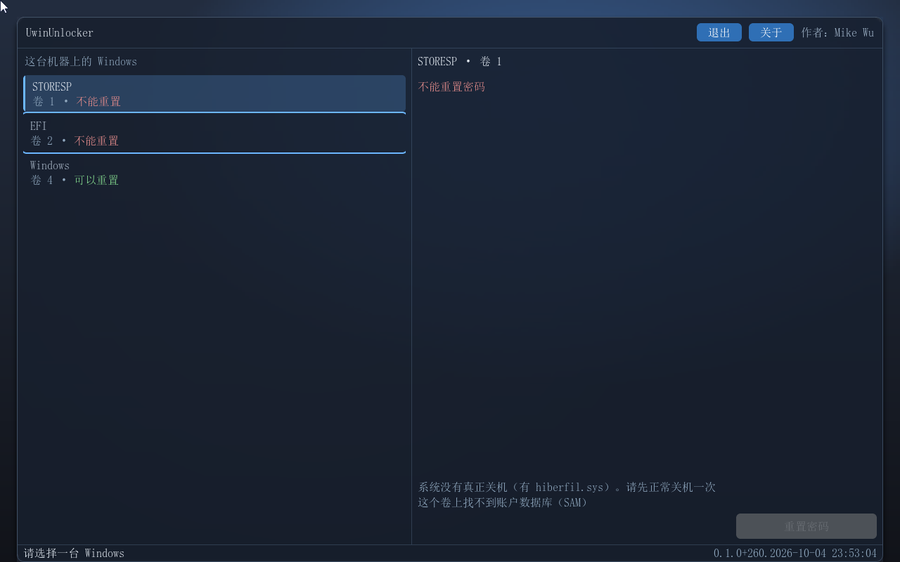 UwinUnlocker
退出 关于 作者: Mike Wu
这台机器上的 Windows
STORESP
卷 1 • 不能重置
EFI
卷 2 • 不能重置
Windows
卷 4 • 可以重置
STORESP • 卷 1
不能重置密码
系统没有真正关机（有 hiberfil.sys）。请先正常关机一次
这个卷上找不到账户数据库（SAM）
重置密码
请选择一台 Windows
0.1.0+260.2026-10-04 23:53:04